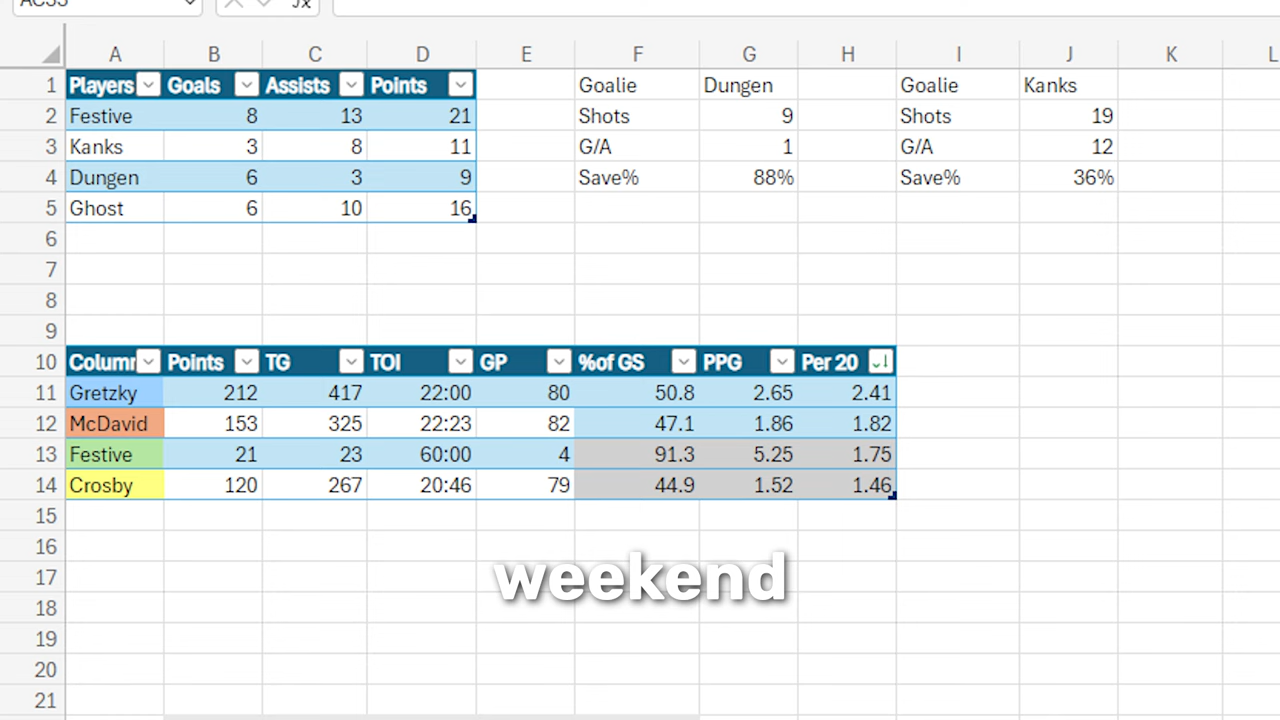 A B C D E F G H I J K L
1 Players Goals Assists Points Goalie Dungen Goalie Kanks
2 Festive 8 13 21 Shots 9 Shots 19
3 Kanks 3 8 11 G/A 1 G/A 12
4 Dungen 6 3 9 Save% 88% Save% 36%
5 Ghost 6 10 16
6
7
8
9
10 Points TG TOI GP %of GS PPG Per 20
11 Gretzky 212 417 22:00 80 50.8 2.65 2.41
12 McDavid 153 325 22:23 82 47.1 1.86 1.82
13 Festive 21 23 60:00 4 91.3 5.25 1.75
14 Crosby 120 267 20:46 79 44.9 1.52 1.46
15
16
17
18
19
20
21
weekend